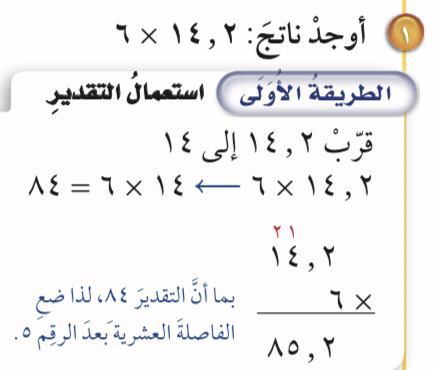 ١ أوجدْ ناتجَ: ١٤,٢ × ٦
الطريقةُ الأُولَى استعمالُ التقديرِ
قرّبْ ١٤,٢ إلى ١٤
١٤,٢ × ٦ ← ١٤ × ٦ = ٨٤
٢ ١
١٤,٢
× ٦
٨٥,٢
بما أنَّ التقديرَ ٨٤، لذا ضعِ
الفاصلةَ العشريةَ بعدَ الرقمِ ٥.